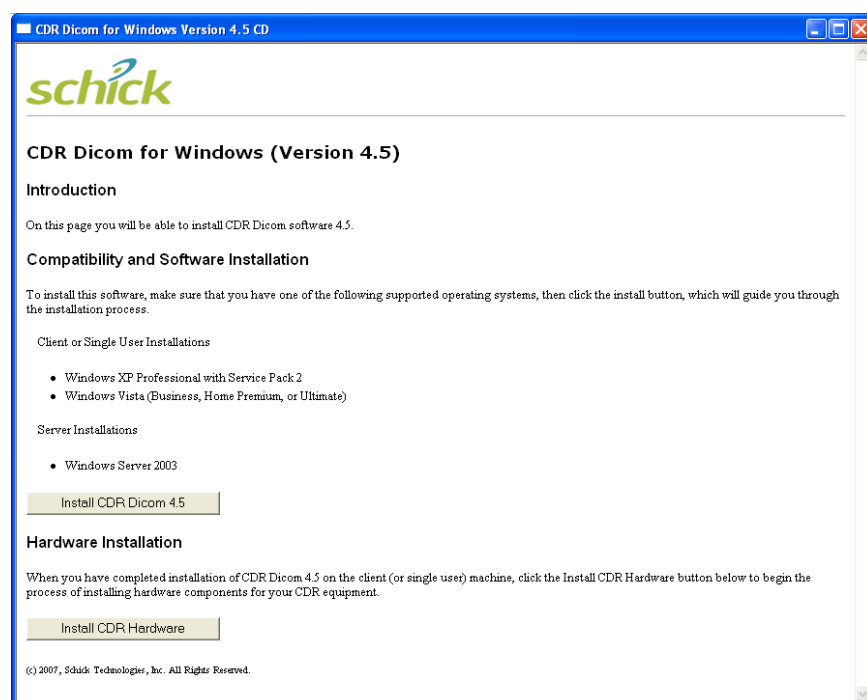 CDR Dicom for Windows Version 4.5 CD
schick
CDR Dicom for Windows (Version 4.5)
Introduction
On this page you will be able to install CDR Dicom software 4.5.
Compatibility and Software Installation
To install this software, make sure that you have one of the following supported operating systems, then click the install button, which will guide you through
the installation process.
Client or Single User Installations
• Windows XP Professional with Service Pack 2
• Windows Vista (Business, Home Premium, or Ultimate)
Server Installations
• Windows Server 2003
Install CDR Dicom 4.5
Hardware Installation
When you have completed installation of CDR Dicom 4.5 on the client (or single user) machine, click the Install CDR Hardware button below to begin the
process of installing hardware components for your CDR equipment.
Install CDR Hardware
(c) 2007, Schick Technologies, Inc. All Rights Reserved.